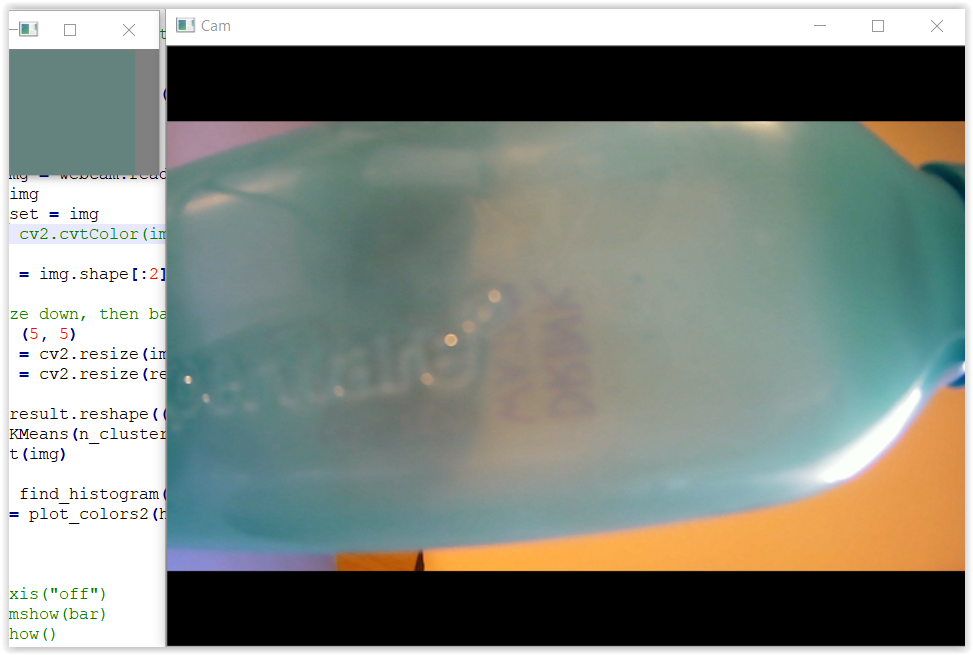 Cam
mg = webcam.read
img
set = img
cv2.cvtColor(im
= img.shape[:2]
ze down, then ba
(5, 5)
= cv2.resize(im
= cv2.resize(re
result.reshape((
KMeans(n_cluster
t(img)
find_histogram(
= plot_colors2(h
xis("off")
mshow(bar)
how()